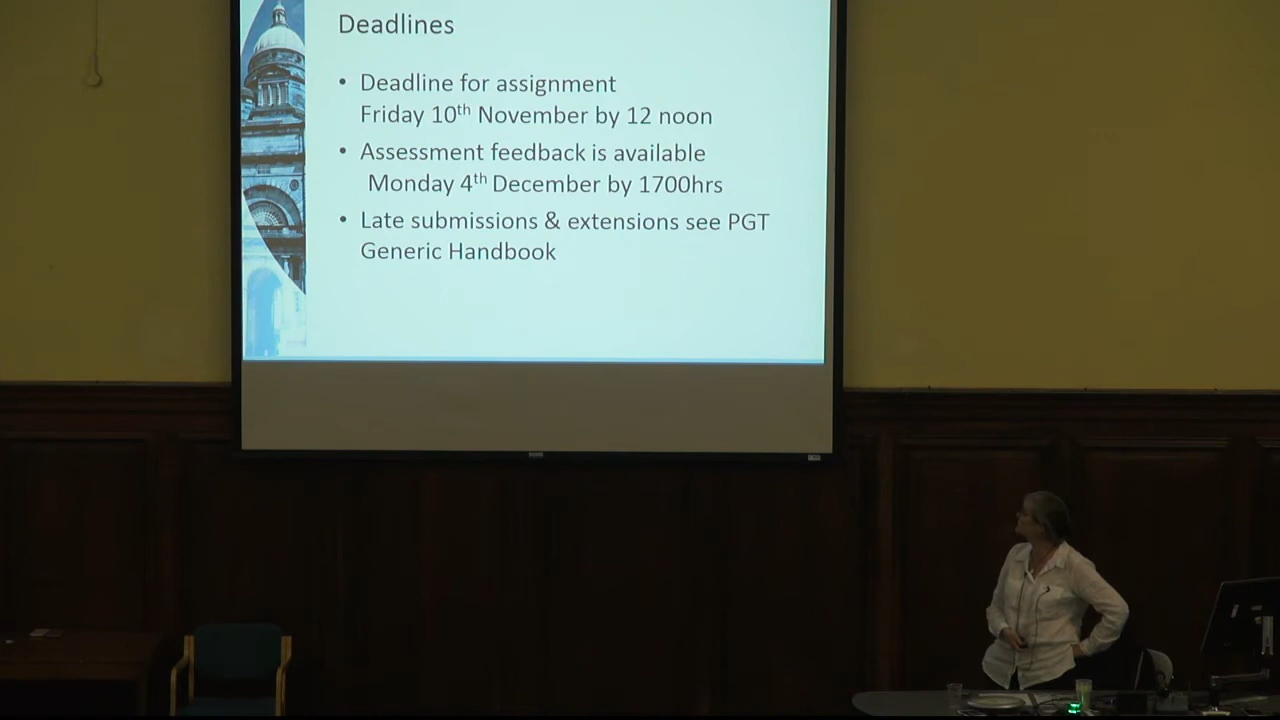 Deadlines
• Deadline for assignment
Friday 10th November by 12 noon
• Assessment feedback is available
Monday 4th December by 1700hrs
• Late submissions & extensions see PGT
Generic Handbook